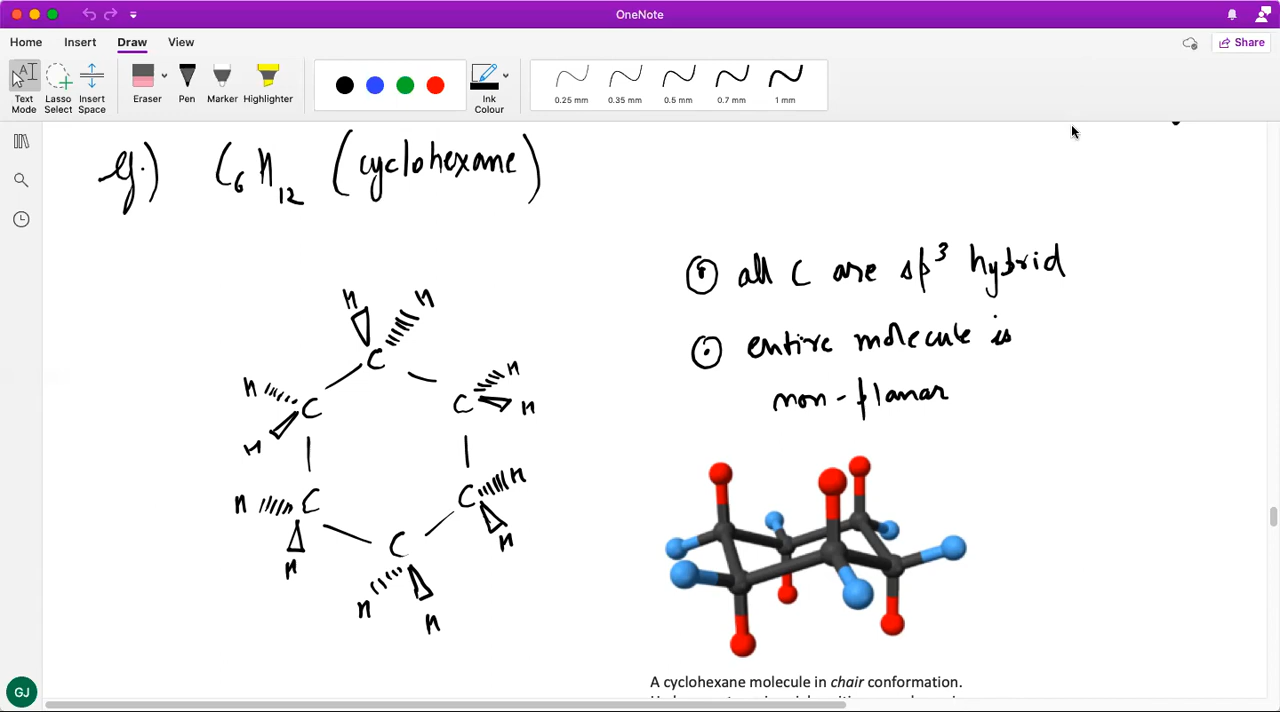 OneNote
Home Insert Draw View
Share
Text Mode
Lasso Select
Insert Space
Eraser
Pen
Marker
Highlighter
Ink Colour
0.25 mm
0.35 mm
0.5 mm
0.7 mm
1 mm
eg.) C6H12 (cyclohexane)
all C are sp³ hybrid
entire molecule is
non-planar
H H
C
H C C H
H H
H C C H
H H
C
H H
A cyclohexane molecule in chair conformation.
GJ